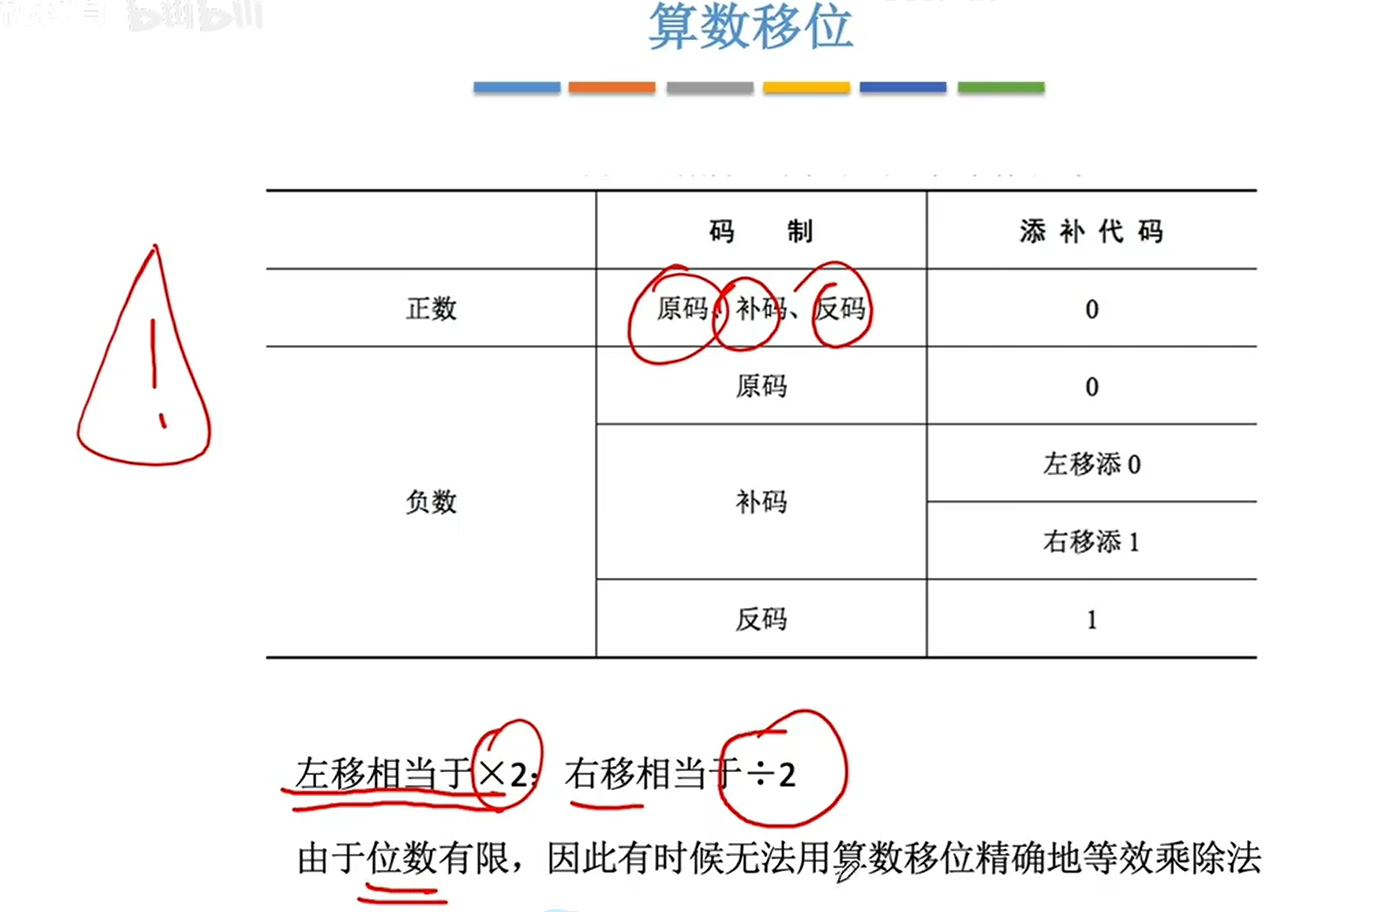 bilibili
算数移位
码 制 添补代码
正数 原码、补码、反码 0
原码 0
左移添 0
负数 补码
右移添 1
反码 1
左移相当于×2；右移相当于÷2
由于位数有限，因此有时候无法用算数移位精确地等效乘除法